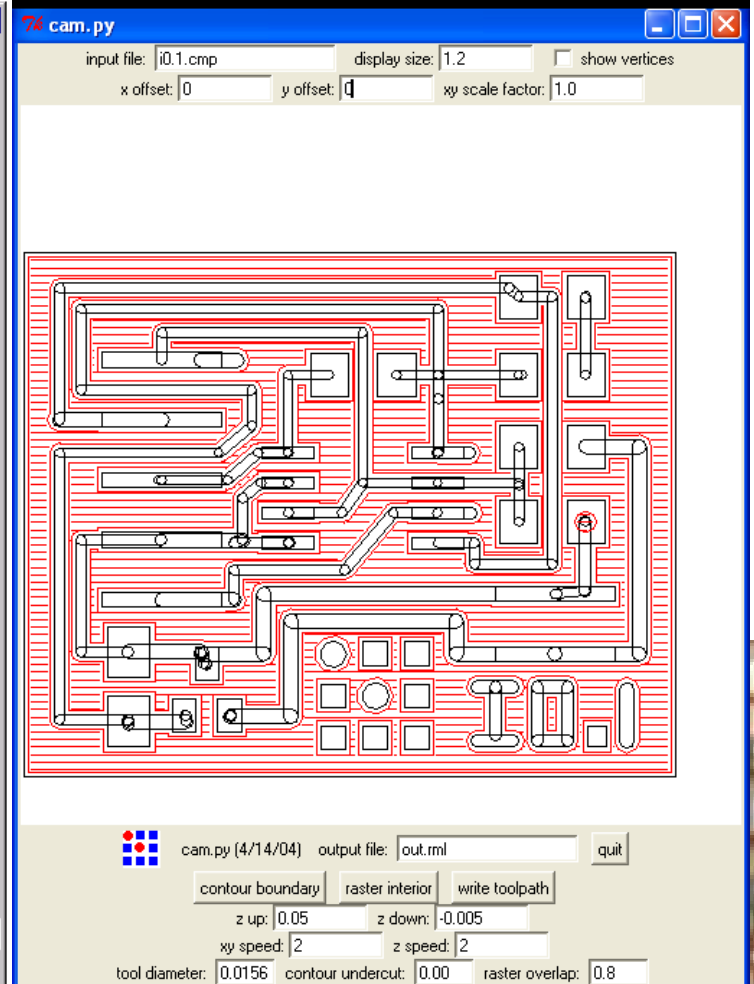 cam.py
input file: i0.1.cmp display size: 1.2 show vertices
x offset: 0 y offset: 0 xy scale factor: 1.0
I0.1
cam.py (4/14/04) output file: out.rml quit
contour boundary raster interior write toolpath
z up: 0.05 z down: -0.005
xy speed: 2 z speed: 2
tool diameter: 0.0156 contour undercut: 0.00 raster overlap: 0.8